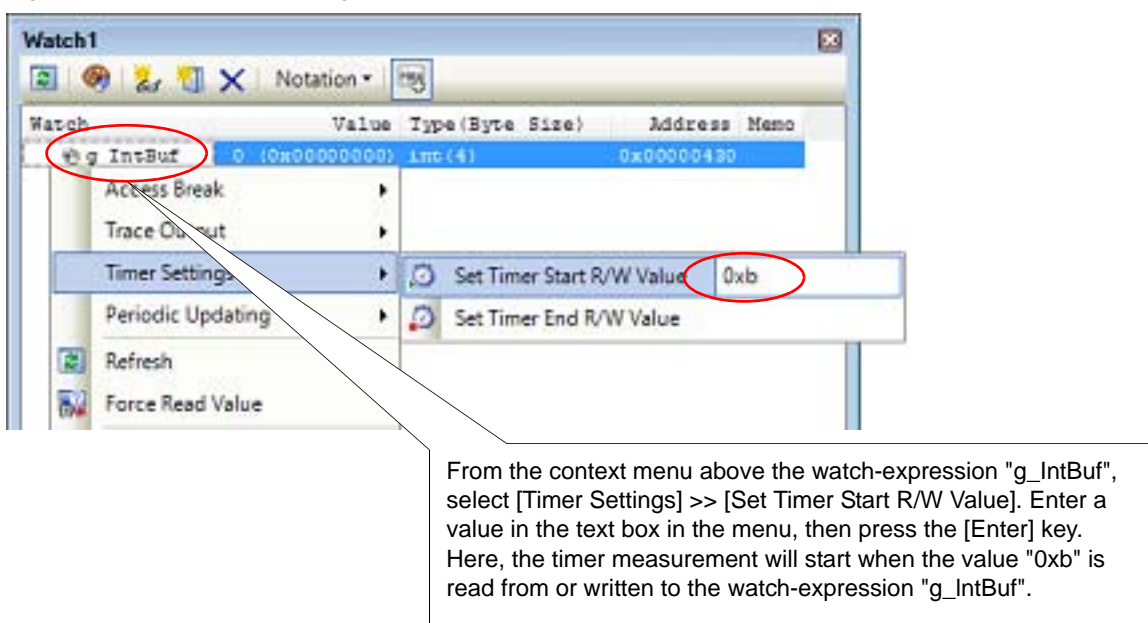 Watch1
Notation
Watch Value Type(Byte Size) Address Memo
g_IntBuf 0 (0x00000000) int(4) 0x00000430
Access Break
Trace Output
Timer Settings Set Timer Start R/W Value 0xb
Periodic Updating Set Timer End R/W Value
Refresh
Force Read Value
From the context menu above the watch-expression "g_IntBuf",
select [Timer Settings] >> [Set Timer Start R/W Value]. Enter a
value in the text box in the menu, then press the [Enter] key.
Here, the timer measurement will start when the value "0xb" is
read from or written to the watch-expression "g_IntBuf".